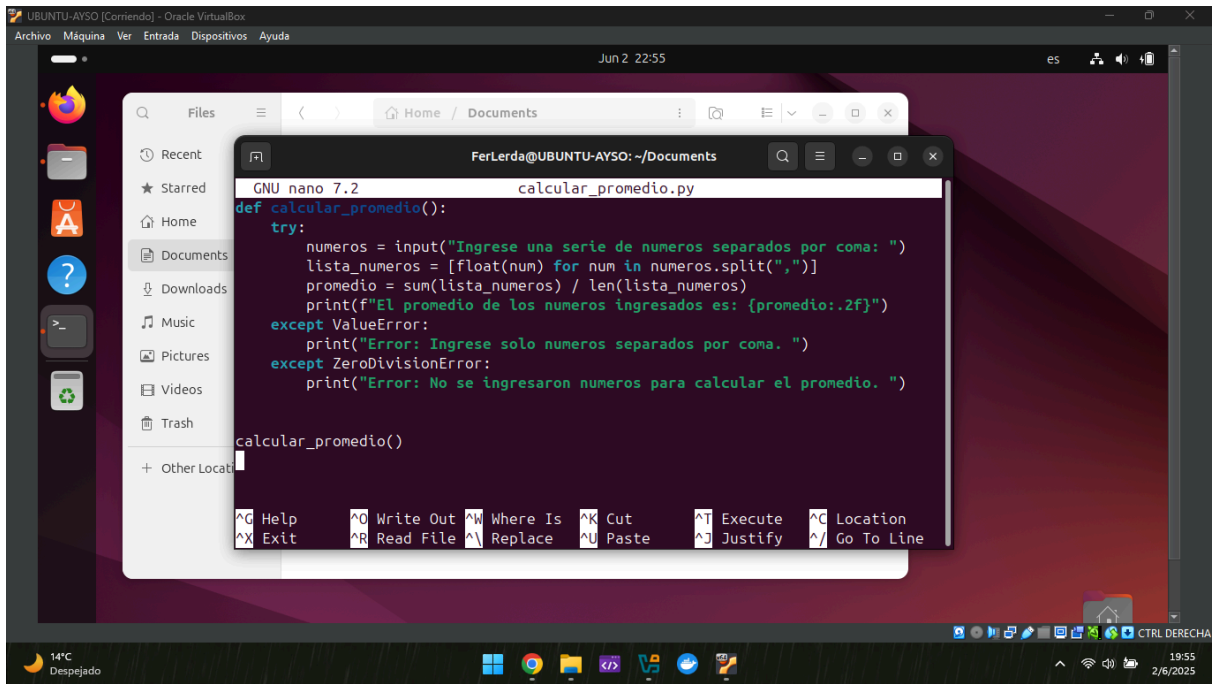 UBUNTU-AYSO [Corriendo] - Oracle VirtualBox
Archivo Máquina Ver Entrada Dispositivos Ayuda
Jun 2 22:55
es
Files
Home / Documents
Recent
Starred
Home
Documents
Downloads
Music
Pictures
Videos
Trash
+ Other Locati
FerLerda@UBUNTU-AYSO: ~/Documents
GNU nano 7.2 calcular_promedio.py
def calcular_promedio():
    try:
        numeros = input("Ingrese una serie de numeros separados por coma: ")
        lista_numeros = [float(num) for num in numeros.split(",")]
        promedio = sum(lista_numeros) / len(lista_numeros)
        print(f"El promedio de los numeros ingresados es: {promedio:.2f}")
    except ValueError:
        print("Error: Ingrese solo numeros separados por coma. ")
    except ZeroDivisionError:
        print("Error: No se ingresaron numeros para calcular el promedio. ")
calcular_promedio()
^G Help ^O Write Out ^W Where Is ^K Cut ^T Execute ^C Location
^X Exit ^R Read File ^\ Replace ^U Paste ^J Justify ^/ Go To Line
CTRL DERECHA
14°C
Despejado
19:55
2/6/2025